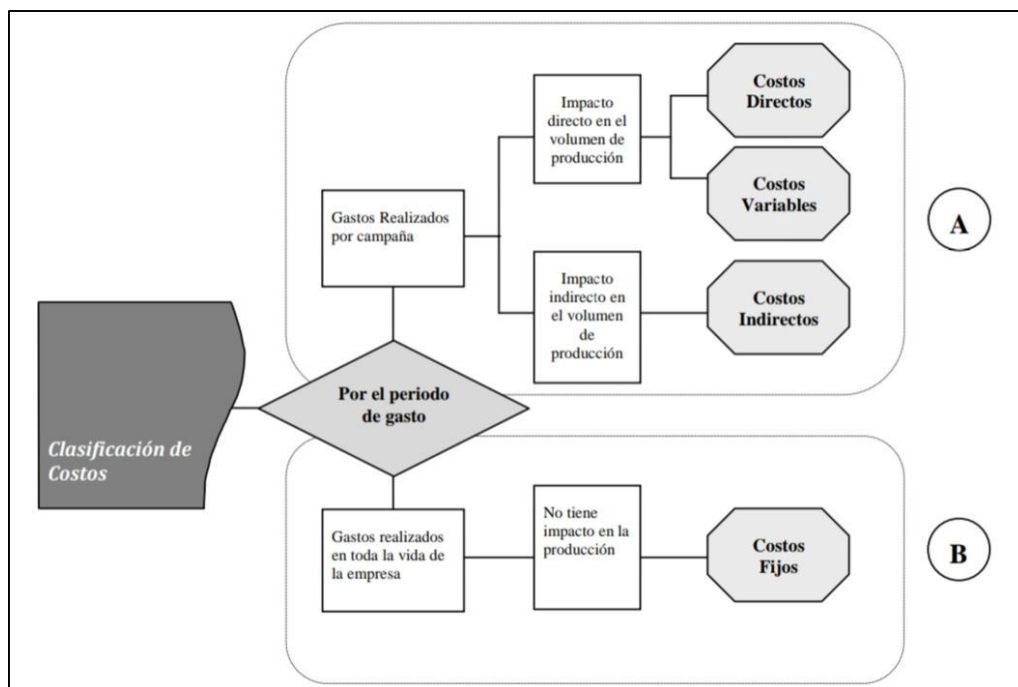 Clasificación de
Costos
Por el periodo
de gasto
Gastos Realizados
por campaña
Impacto
directo en el
volumen de
producción
Costos
Directos
Costos
Variables
Impacto
indirecto en
el volumen
de
producción
Costos
Indirectos
A
Gastos realizados
en toda la vida de
la empresa
No tiene
impacto en la
producción
Costos
Fijos
B